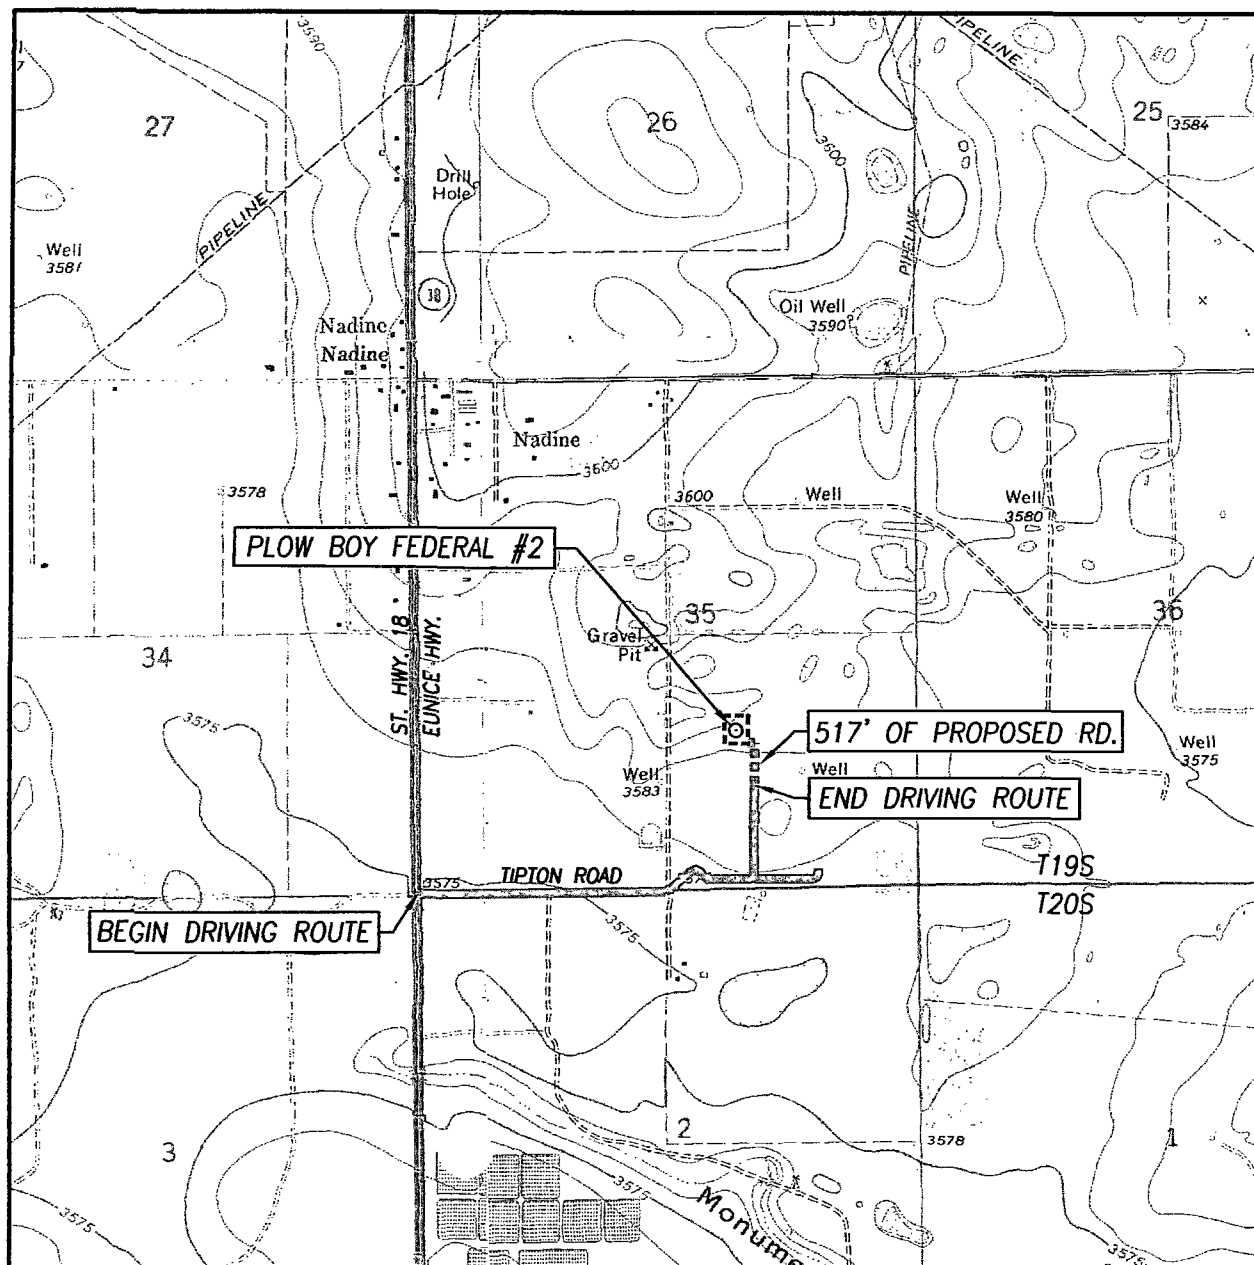 3590
PIPELINE
80
27
26
25
3584
3600
Drill
Hole
PIPELINE
PIPELINE
Well
3581
18
Oil Well
3590
Nadine
Nadine
Nadine
3600
3578
3600
Well
Well
3580
PLOW BOY FEDERAL #2
35
36
Gravel
Pit
34
ST. HWY. 18
EUNICE HWY.
3575
517' OF PROPOSED RD.
Well
3575
Well
3583
Well
END DRIVING ROUTE
TIPTON ROAD
3575
T19S
T20S
BEGIN DRIVING ROUTE
3575
3
2
3578
1
3575
3575
Monume
3575